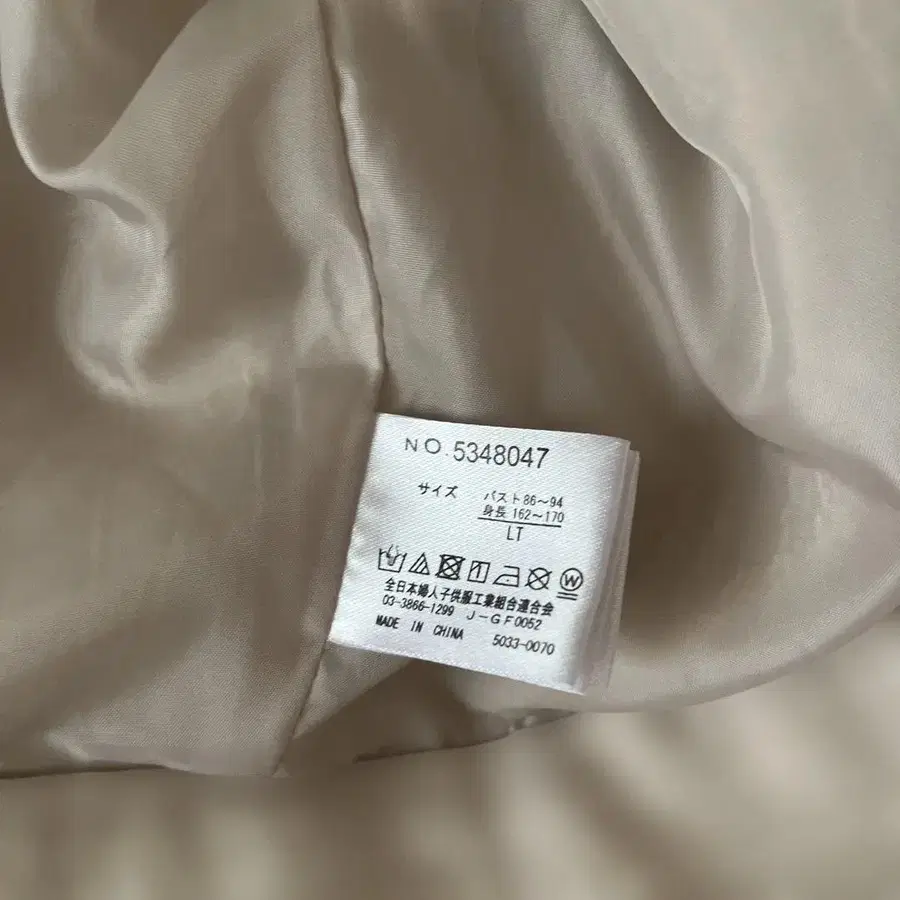 NO.5348047
サイズ バスト86～94
身長 162～170
LT
W
全日本婦人子供服工業組合連合会
03-3866-1299 J-GF0052
MADE IN CHINA 5033-0070